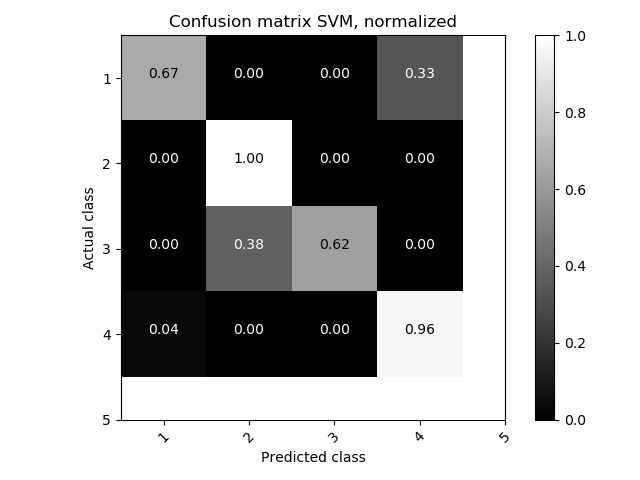 Confusion matrix SVM, normalized
1 0.67 0.00 0.00 0.33
2 0.00 1.00 0.00 0.00
3 0.00 0.38 0.62 0.00
4 0.04 0.00 0.00 0.96
5
1 2 3 4 5
Actual class
Predicted class
1.0
0.8
0.6
0.4
0.2
0.0